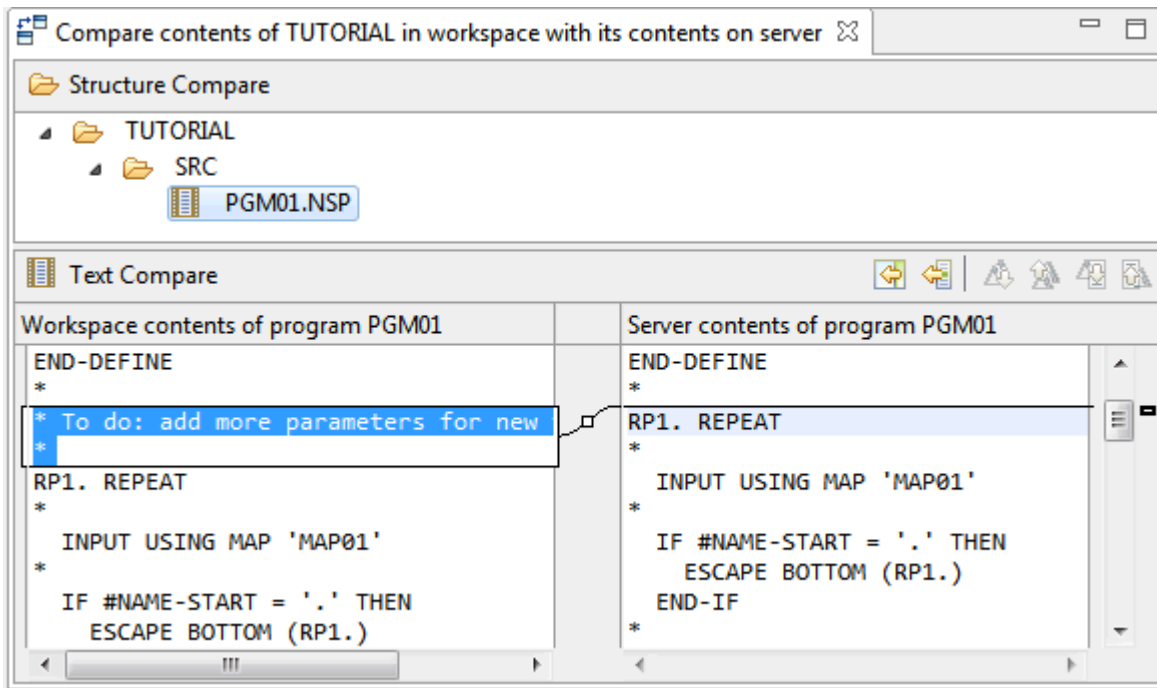 Compare contents of TUTORIAL in workspace with its contents on server
Structure Compare
TUTORIAL
SRC
PGM01.NSP
Text Compare
Workspace contents of program PGM01
END-DEFINE
*
* To do: add more parameters for new
*
RP1. REPEAT
*
INPUT USING MAP 'MAP01'
*
IF #NAME-START = '.' THEN
ESCAPE BOTTOM (RP1.)
Server contents of program PGM01
END-DEFINE
*
RP1. REPEAT
*
INPUT USING MAP 'MAP01'
*
IF #NAME-START = '.' THEN
ESCAPE BOTTOM (RP1.)
END-IF
*